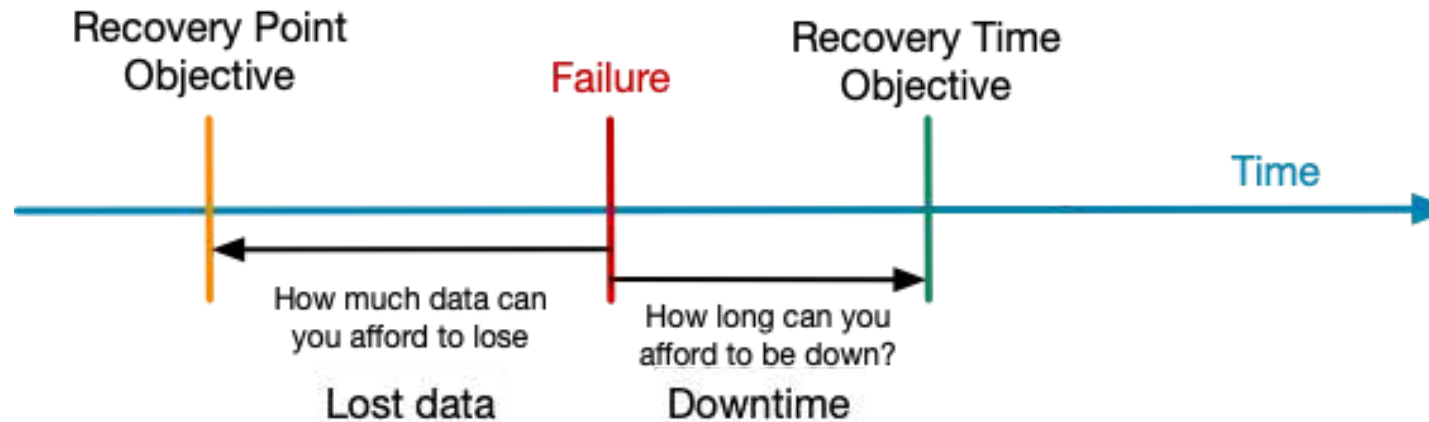 Recovery Point
Objective
Failure
Recovery Time
Objective
Time
How much data can
you afford to lose
How long can you
afford to be down?
Lost data
Downtime